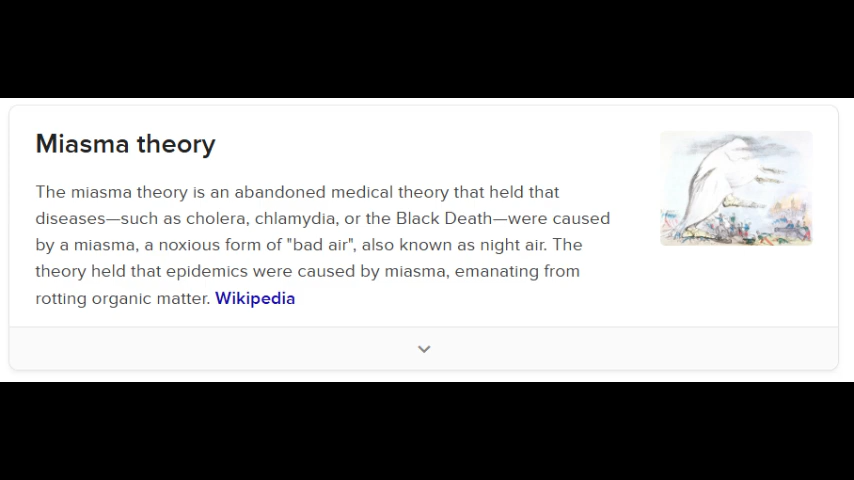 Miasma theory
The miasma theory is an abandoned medical theory that held that
diseases—such as cholera, chlamydia, or the Black Death—were caused
by a miasma, a noxious form of "bad air", also known as night air. The
theory held that epidemics were caused by miasma, emanating from
rotting organic matter. Wikipedia